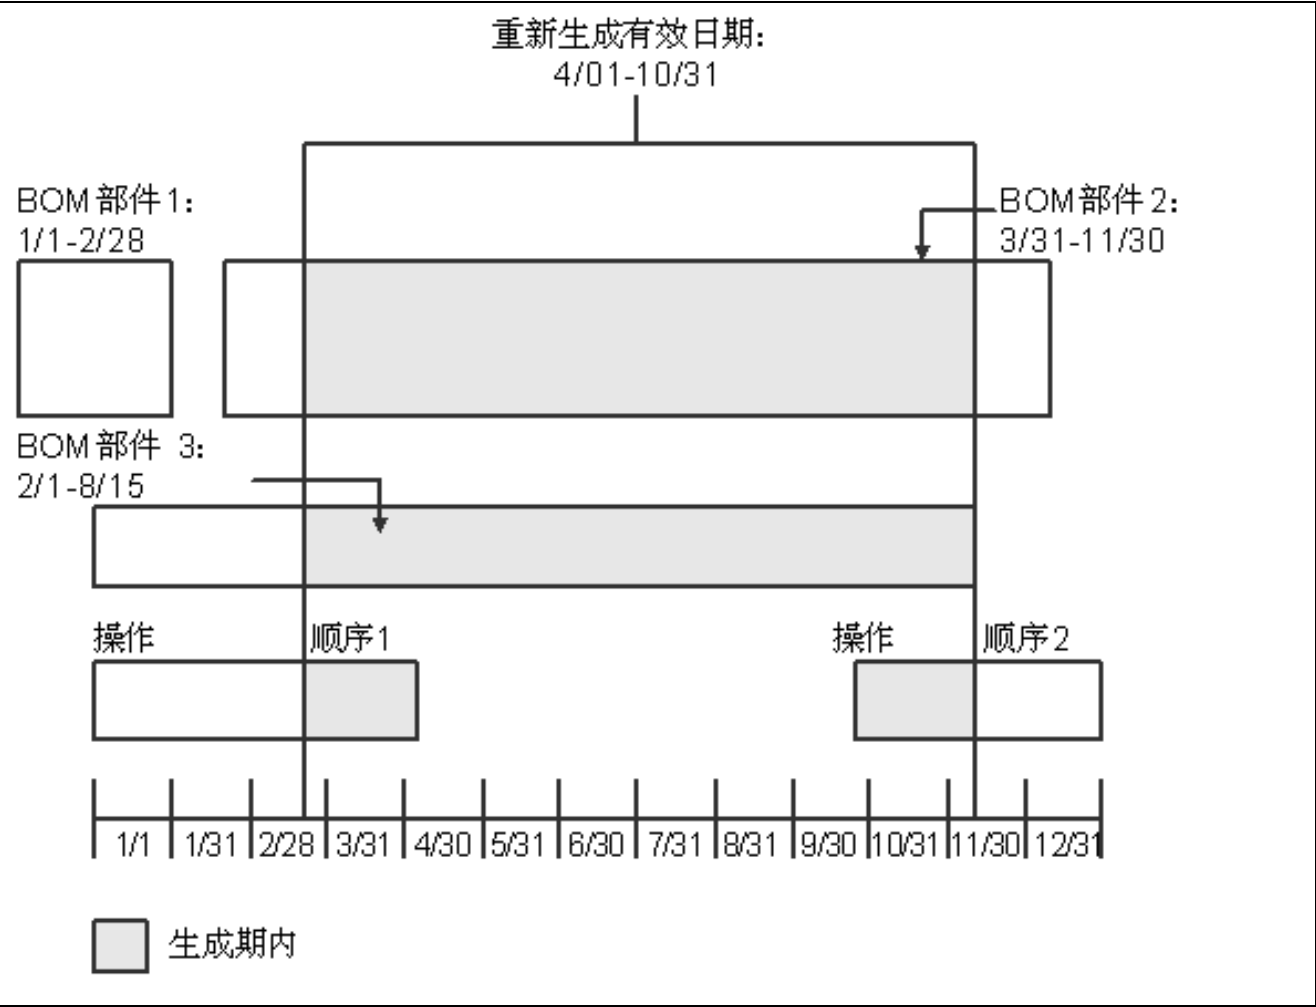 重新生成有效日期:
4/01-10/31
BOM 部件 1:
1/1-2/28
BOM 部件 2:
3/31-11/30
BOM 部件 3:
2/1-8/15
操作 顺序1 操作 顺序2
1/1 1/31 2/28 3/31 4/30 5/31 6/30 7/31 8/31 9/30 10/31 11/30 12/31
生成期内